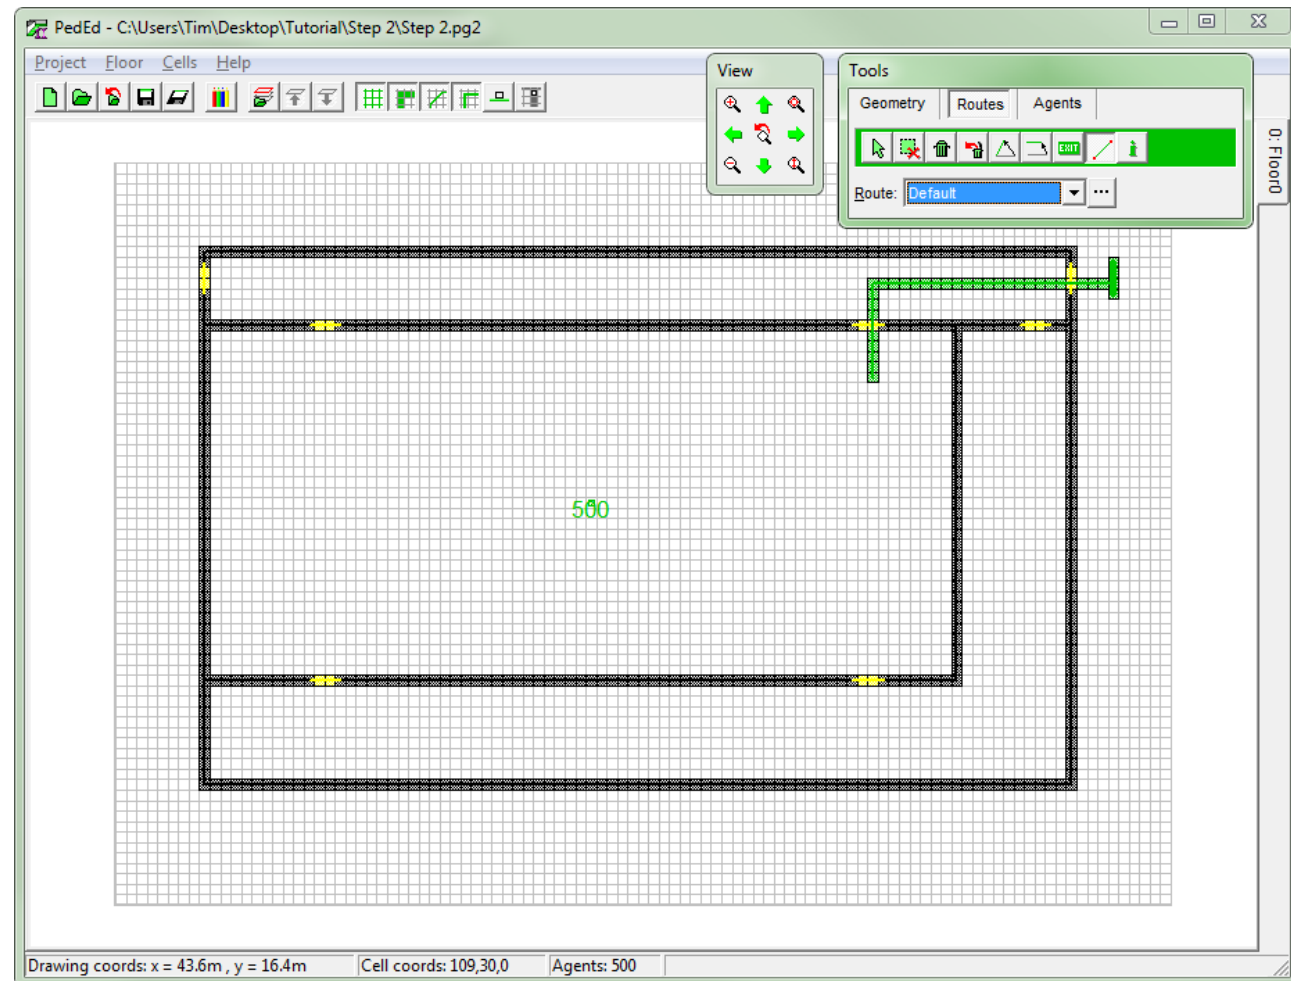 PedEd - C:\Users\Tim\Desktop\Tutorial\Step 2\Step 2.pg2
Project Floor Cells Help
View
Tools
Geometry Routes Agents
EXIT
Route: Default ...
0: Floor0
500
Drawing coords: x = 43.6m , y = 16.4m Cell coords: 109,30,0 Agents: 500